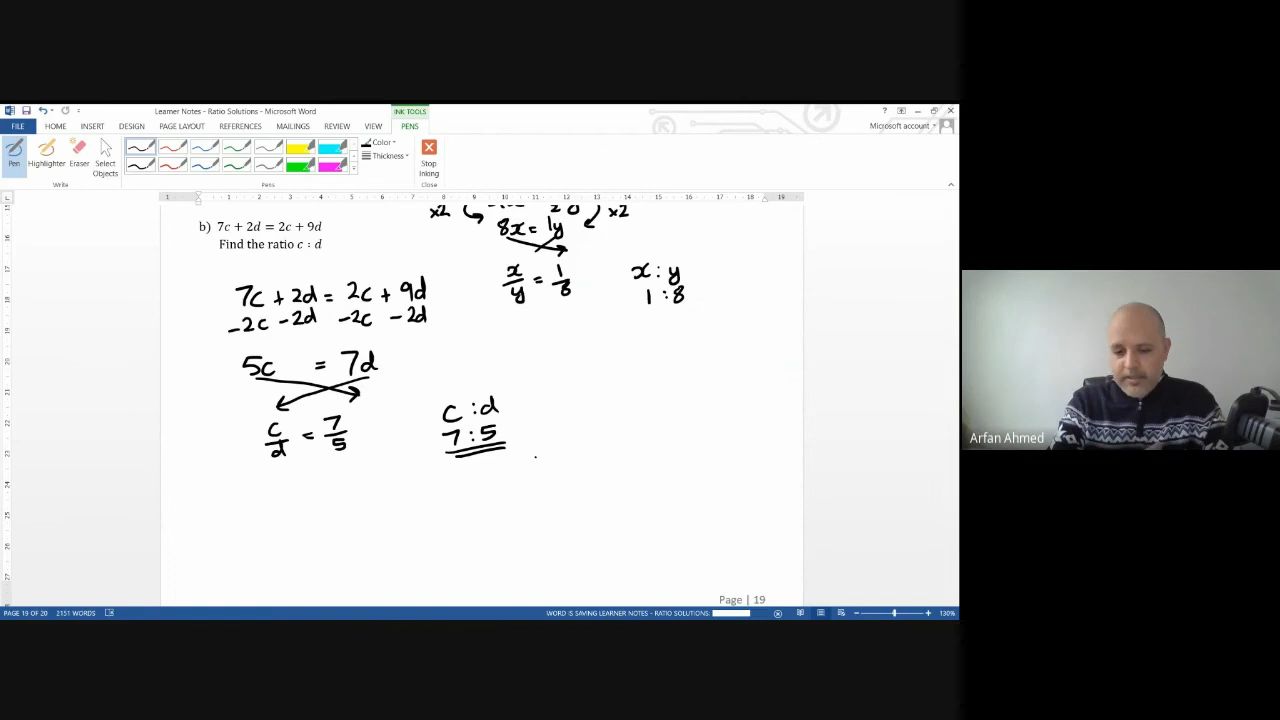 Learner Notes - Ratio Solutions - Microsoft Word
INK TOOLS
FILE HOME INSERT DESIGN PAGE LAYOUT REFERENCES MAILINGS REVIEW VIEW PENS
Microsoft account
Pen Highlighter Eraser Select Objects
Color
Thickness
Stop Inking
Write Pens Close
b) 7c + 2d = 2c + 9d
Find the ratio c : d
7c + 2d = 2c + 9d
-2c -2d -2c -2d
5c = 7d
c/d = 7/5
c : d
7 : 5
x2 x2
8x = 1y
x/y = 1/8
x : y
1 : 8
Page | 19
PAGE 19 OF 20 2151 WORDS
WORD IS SAVING LEARNER NOTES - RATIO SOLUTIONS:
130%
Arfan Ahmed